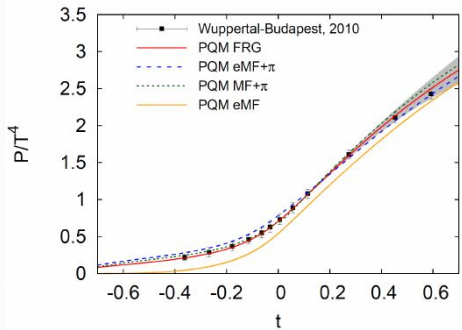 Wuppertal-Budapest, 2010
PQM FRG
PQM eMF+π
PQM MF+π
PQM eMF
3.5
3
2.5
2
1.5
1
0.5
0
P/T⁴
-0.6 -0.4 -0.2 0 0.2 0.4 0.6
t